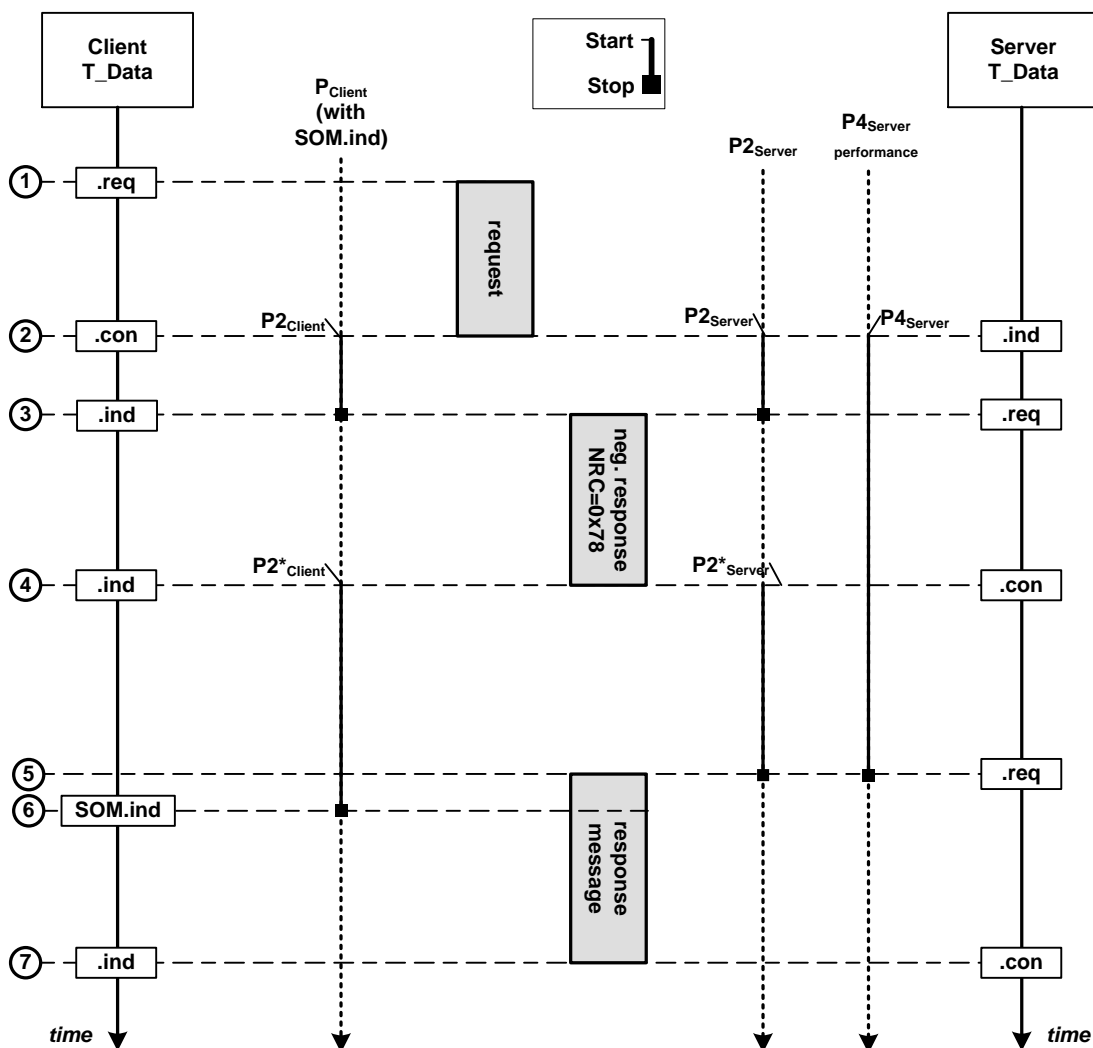 Client
T_Data
Start
Stop
Server
T_Data
PClient
(with
SOM.ind)
P2Server
P4Server
performance
1
.req
request
2
.con
P2Client
P2Server
P4Server
.ind
3
.ind
.req
neg. response
NRC=0x78
4
.ind
P2*Client
P2*Server
.con
5
.req
6
SOM.ind
response
message
7
.ind
.con
time
time